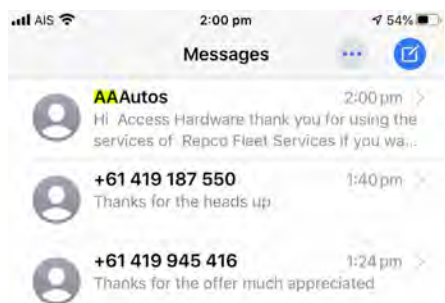 AIS 2:00 pm 54%
Messages
AAAutos 2:00 pm
Hi Access Hardware thank you for using the
services of Repco Fleet Services if you wa...
+61 419 187 550 1:40 pm
Thanks for the heads up
+61 419 945 416 1:24 pm
Thanks for the offer much appreciated